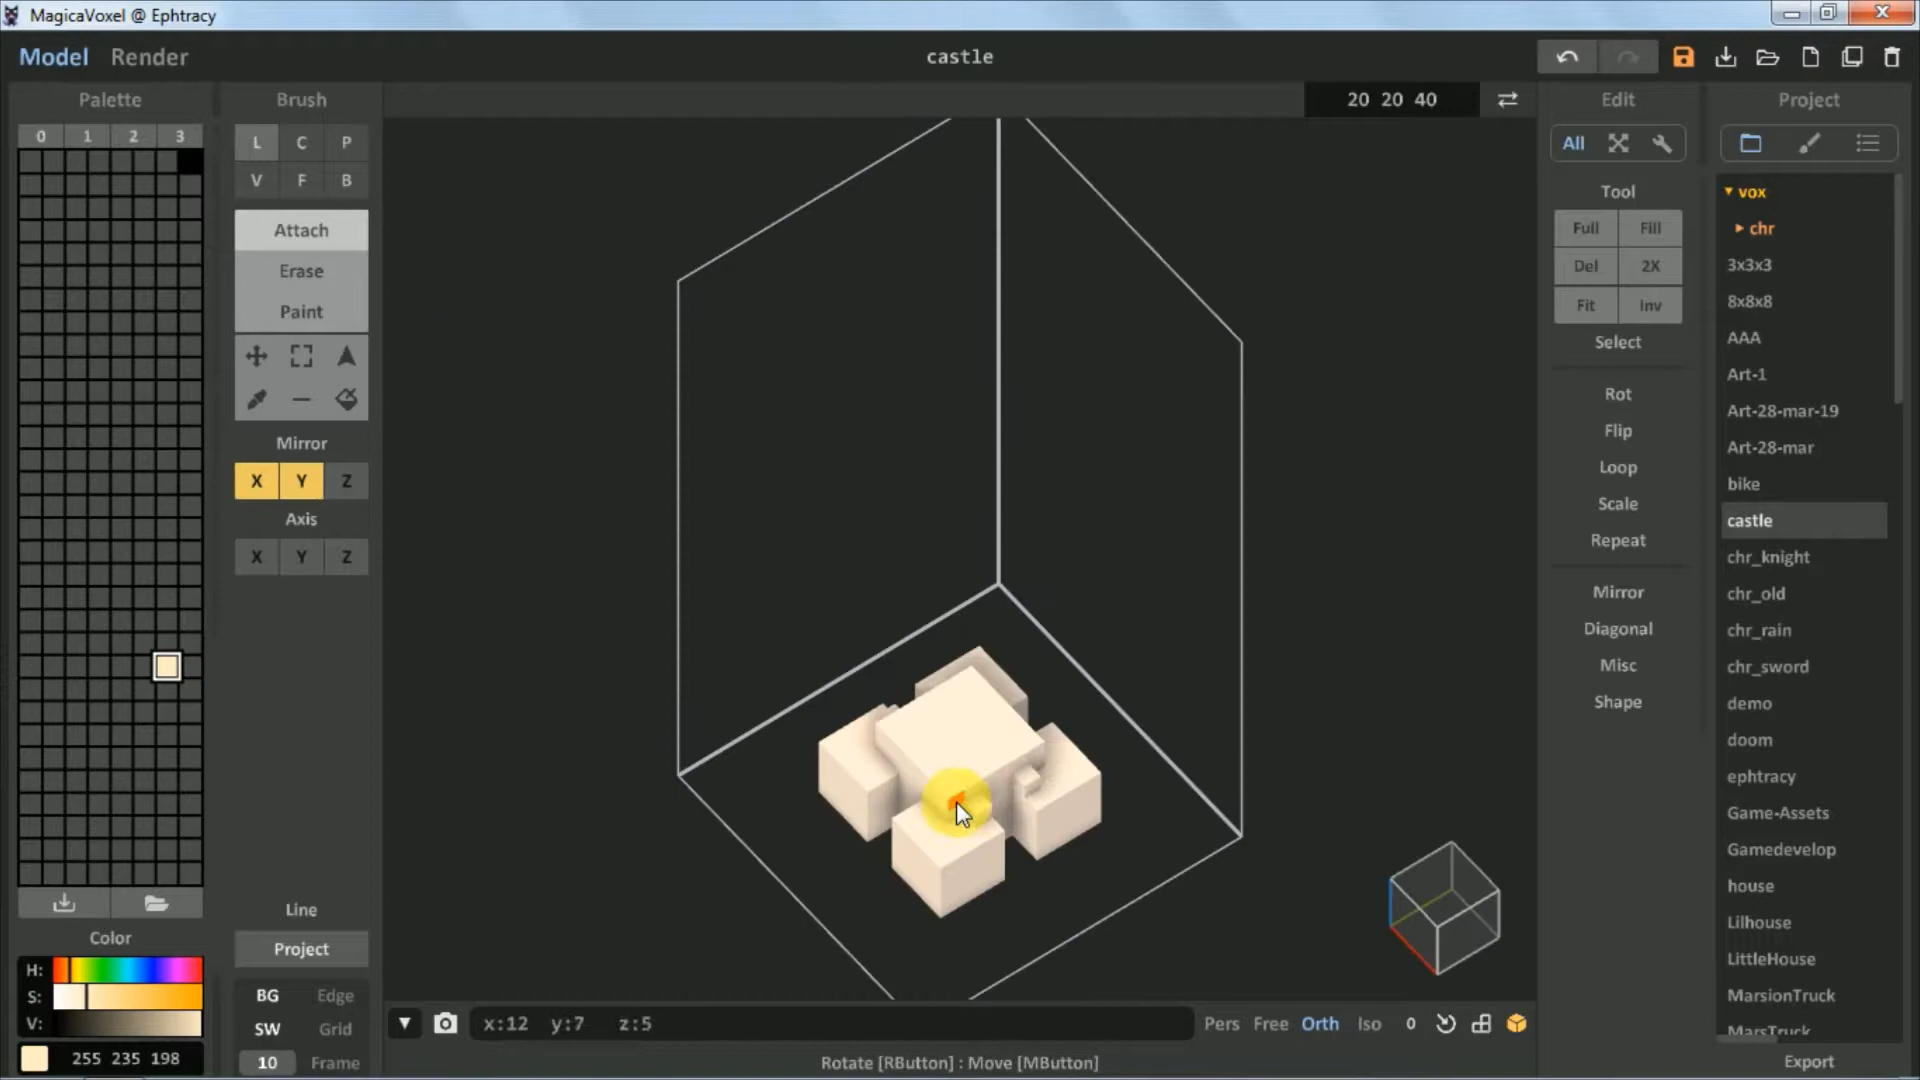 MagicaVoxel @ Ephtracy
Model Render
castle
Palette
0 1 2 3
Brush
L C P
V F B
Attach
Erase
Paint
Mirror
X Y Z
Axis
X Y Z
Line
Project
BG Edge
SW Grid
10 Frame
Color
H:
S:
V:
255 235 198
20 20 40
x:12 y:7 z:5
Pers Free Orth Iso 0
Rotate [RButton] : Move [MButton]
Edit
All
Tool
Full Fill
Del 2X
Fit Inv
Select
Rot
Flip
Loop
Scale
Repeat
Mirror
Diagonal
Misc
Shape
Project
vox
chr
3x3x3
8x8x8
AAA
Art-1
Art-28-mar-19
Art-28-mar
bike
castle
chr_knight
chr_old
chr_rain
chr_sword
demo
doom
ephtracy
Game-Assets
Gamedevelop
house
Lilhouse
LittleHouse
MarsionTruck
MarsTruck
Export